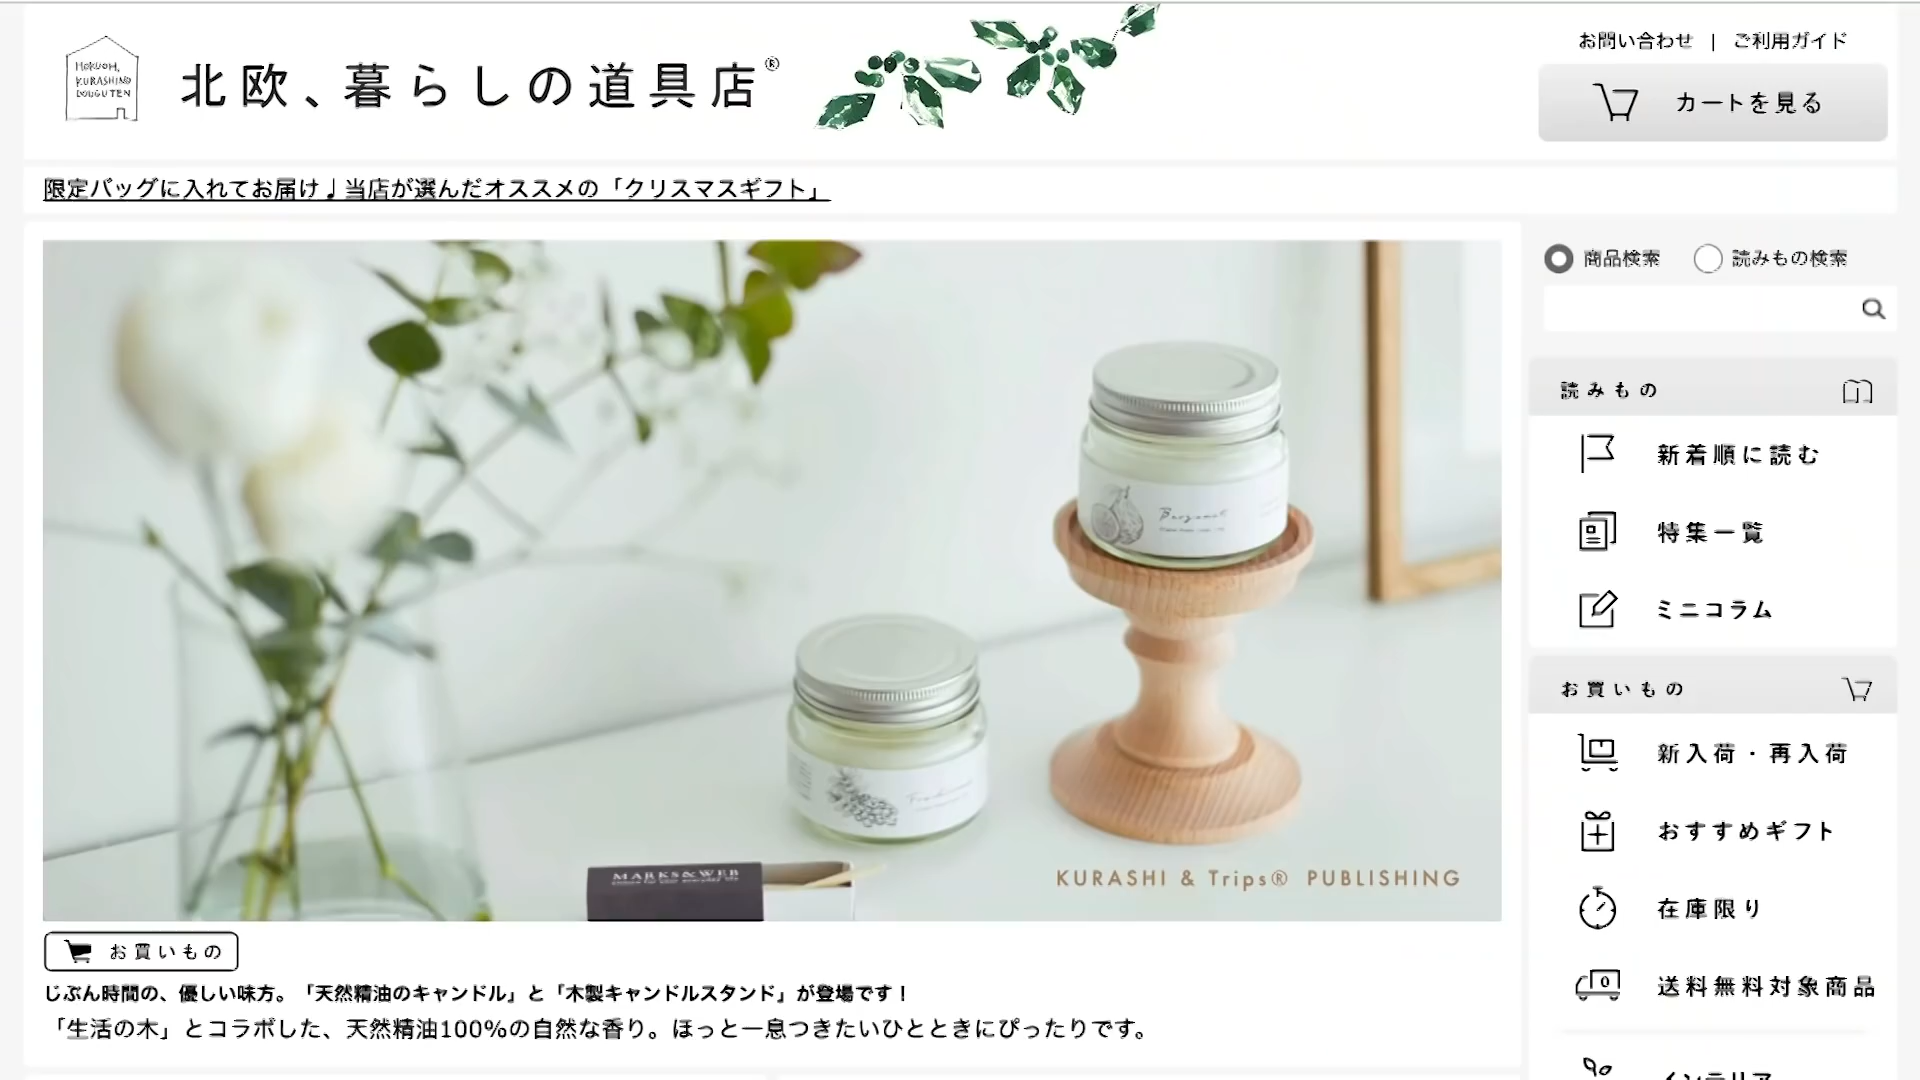 HOKUOH,
KURASHINO
DOUGU TEN
北欧、暮らしの道具店®
お問い合わせ | ご利用ガイド
カートを見る
限定バッグに入れてお届け♩当店が選んだオススメの「クリスマスギフト」
商品検索 読みもの検索
読みもの
新着順に読む
特集一覧
ミニコラム
お買いもの
新入荷・再入荷
おすすめギフト
在庫限り
送料無料対象商品
インテリア
Bergamot
MARKS&WEB
KURASHI & Trips® PUBLISHING
お買いもの
じぶん時間の、優しい味方。「天然精油のキャンドル」と「木製キャンドルスタンド」が登場です！
「生活の木」とコラボした、天然精油100%の自然な香り。ほっと一息つきたいひとときにぴったりです。